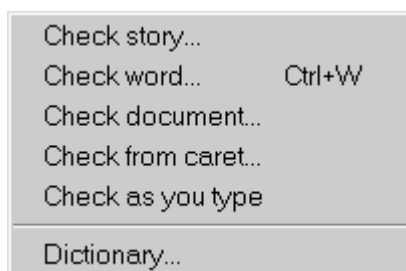 Check story...
Check word... Ctrl+W
Check document...
Check from caret...
Check as you type
Dictionary...